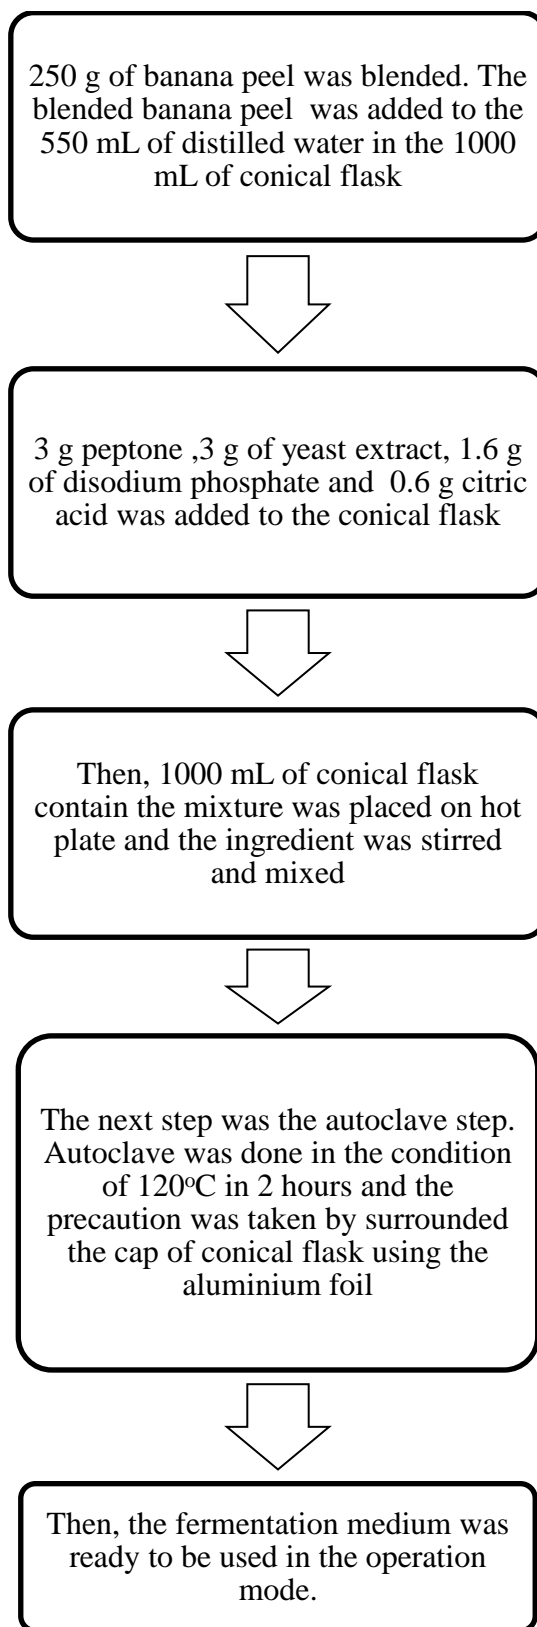 250 g of banana peel was blended. The
blended banana peel  was added to the
550 mL of distilled water in the 1000
mL of conical flask
3 g peptone ,3 g of yeast extract, 1.6 g
of disodium phosphate and  0.6 g citric
acid was added to the conical flask
Then, 1000 mL of conical flask
contain the mixture was placed on hot
plate and the ingredient was stirred
and mixed
The next step was the autoclave step.
Autoclave was done in the condition
of 120°C in 2 hours and the
precaution was taken by surrounded
the cap of conical flask using the
aluminium foil
Then, the fermentation medium was
ready to be used in the operation
mode.